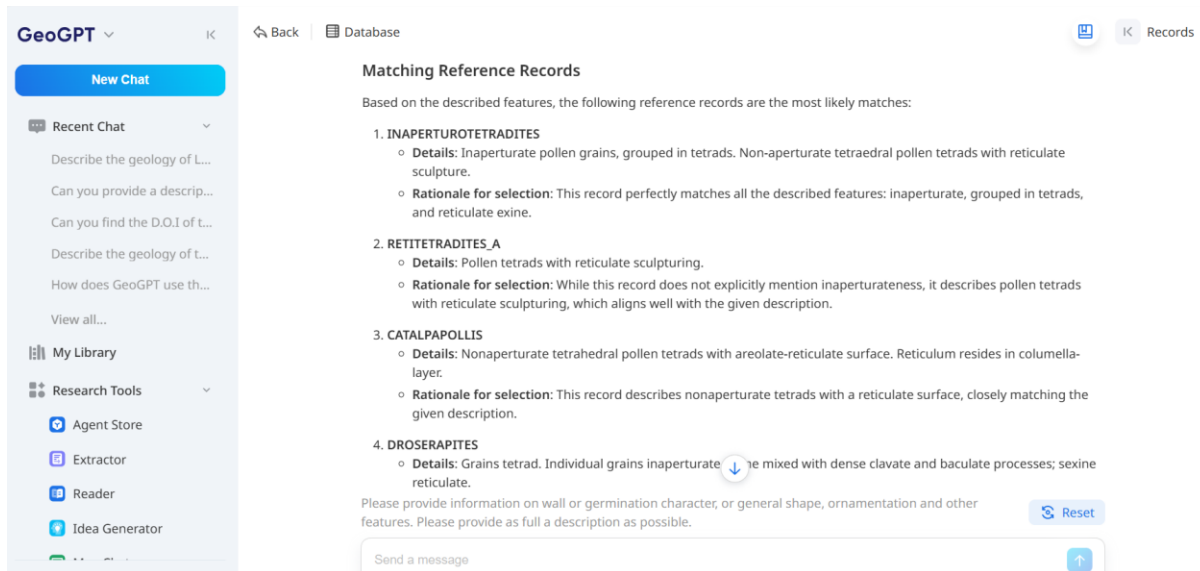 GeoGPT
New Chat
Recent Chat
Describe the geology of L...
Can you provide a descrip...
Can you find the D.O.I of t...
Describe the geology of t...
How does GeoGPT use th...
View all...
My Library
Research Tools
Agent Store
Extractor
Reader
Idea Generator
Back
Database
Records
Matching Reference Records
Based on the described features, the following reference records are the most likely matches:
1. INAPERTUROTETRADITES
Details: Inaperturate pollen grains, grouped in tetrads. Non-aperturate tetraedral pollen tetrads with reticulate
sculpture.
Rationale for selection: This record perfectly matches all the described features: inaperturate, grouped in tetrads,
and reticulate exine.
2. RETITETRADITES_A
Details: Pollen tetrads with reticulate sculpturing.
Rationale for selection: While this record does not explicitly mention inaperturateness, it describes pollen tetrads
with reticulate sculpturing, which aligns well with the given description.
3. CATALPAPOLLIS
Details: Nonaperturate tetrahedral pollen tetrads with areolate-reticulate surface. Reticulum resides in columella-
layer.
Rationale for selection: This record describes nonaperturate tetrads with a reticulate surface, closely matching the
given description.
4. DROSERAPITES
Details: Grains tetrad. Individual grains inaperturate mixed with dense clavate and baculate processes; sexine
reticulate.
Please provide information on wall or germination character, or general shape, ornamentation and other
features. Please provide as full a description as possible.
Reset
Send a message